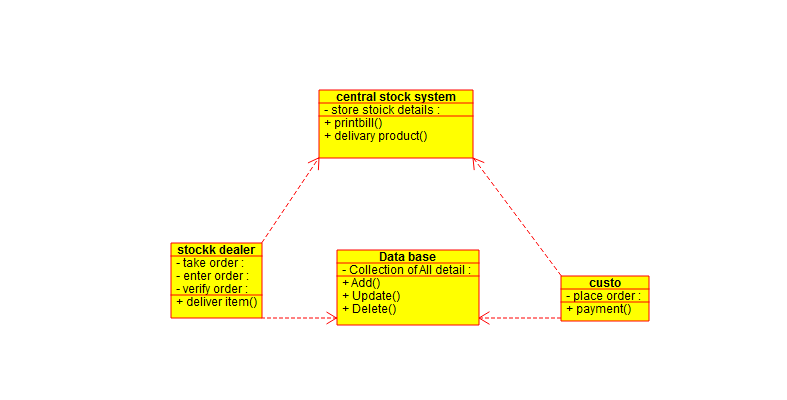 central stock system
- store stoick details :
+ printbill()
+ delivary product()
stockk dealer
- take order :
- enter order :
- verify order :
+ deliver item()
Data base
- Collection of All detail :
+ Add()
+ Update()
+ Delete()
custo
- place order :
+ payment()